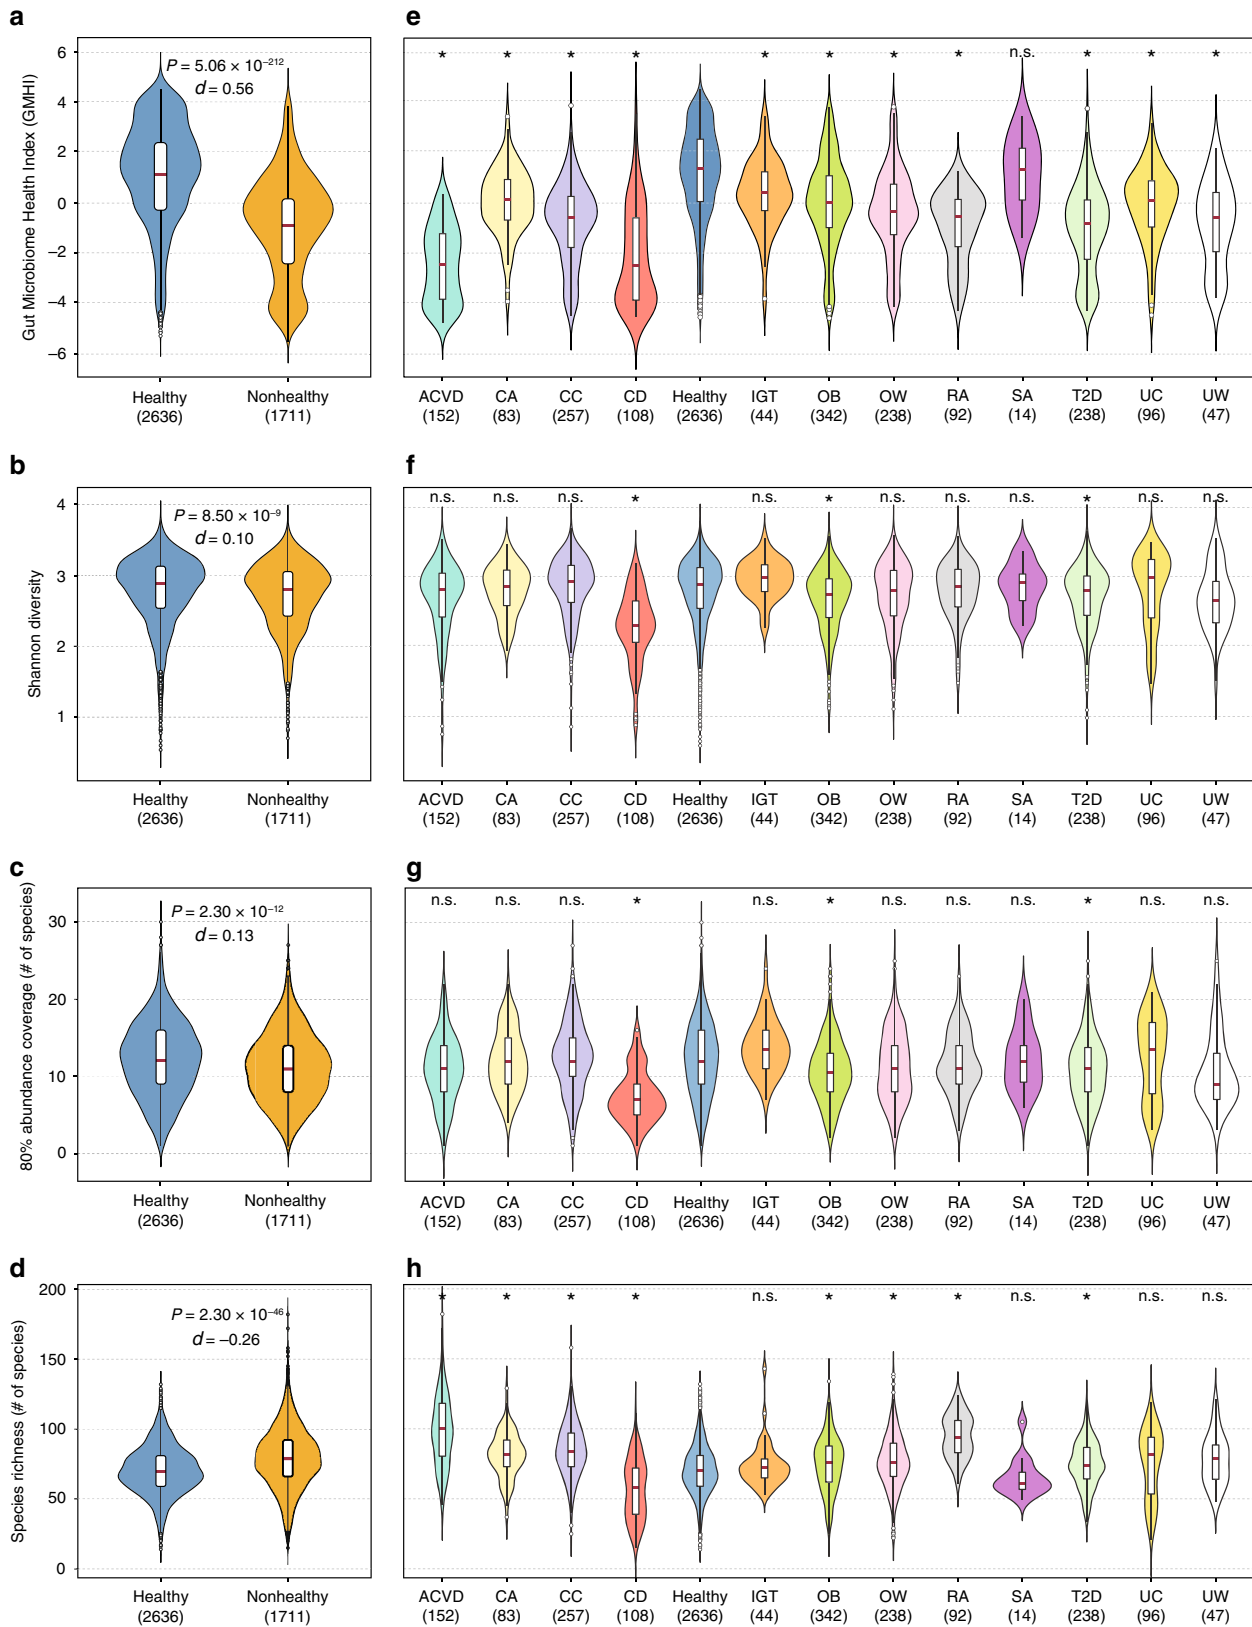 a
Gut Microbiome Health Index (GMHI)
6
4
2
0
−2
−4
−6
P = 5.06 × 10−212
d = 0.56
Healthy
(2636)
Nonhealthy
(1711)
e
* * * * * * * * n.s. * * *
ACVD CA CC CD Healthy IGT OB OW RA SA T2D UC UW
(152) (83) (257) (108) (2636) (44) (342) (238) (92) (14) (238) (96) (47)
b
Shannon diversity
4
3
2
1
P = 8.50 × 10−9
d = 0.10
Healthy
(2636)
Nonhealthy
(1711)
f
n.s. n.s. n.s. * n.s. * n.s. n.s. n.s. * n.s. n.s.
ACVD CA CC CD Healthy IGT OB OW RA SA T2D UC UW
(152) (83) (257) (108) (2636) (44) (342) (238) (92) (14) (238) (96) (47)
c
80% abundance coverage (# of species)
30
20
10
0
P = 2.30 × 10−12
d = 0.13
Healthy
(2636)
Nonhealthy
(1711)
g
n.s. n.s. n.s. * n.s. * n.s. n.s. n.s. * n.s. n.s.
ACVD CA CC CD Healthy IGT OB OW RA SA T2D UC UW
(152) (83) (257) (108) (2636) (44) (342) (238) (92) (14) (238) (96) (47)
d
Species richness (# of species)
200
150
100
50
0
P = 2.30 × 10−46
d = −0.26
Healthy
(2636)
Nonhealthy
(1711)
h
* * * * n.s. * * * n.s. * n.s. n.s.
ACVD CA CC CD Healthy IGT OB OW RA SA T2D UC UW
(152) (83) (257) (108) (2636) (44) (342) (238) (92) (14) (238) (96) (47)